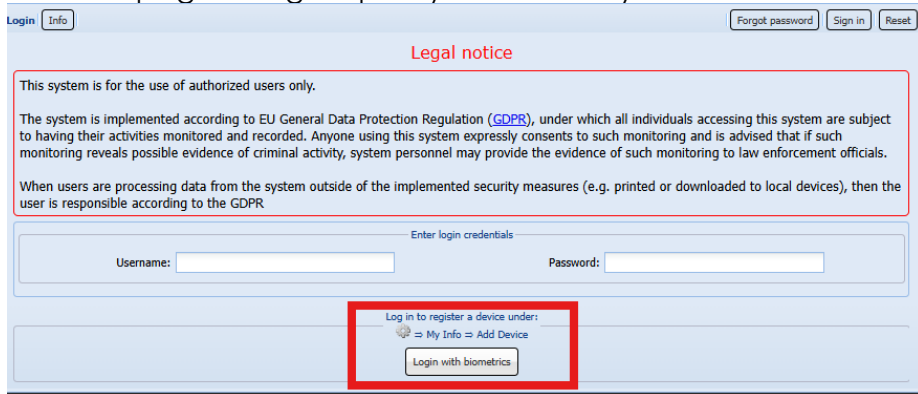 Login Info Forgot password Sign in Reset
Legal notice
This system is for the use of authorized users only.
The system is implemented according to EU General Data Protection Regulation (GDPR), under which all individuals accessing this system are subject
to having their activities monitored and recorded. Anyone using this system expressly consents to such monitoring and is advised that if such
monitoring reveals possible evidence of criminal activity, system personnel may provide the evidence of such monitoring to law enforcement officials.
When users are processing data from the system outside of the implemented security measures (e.g. printed or downloaded to local devices), then the
user is responsible according to the GDPR
Enter login credentials
Username: Password:
Log in to register a device under:
⇒ My Info ⇒ Add Device
Login with biometrics